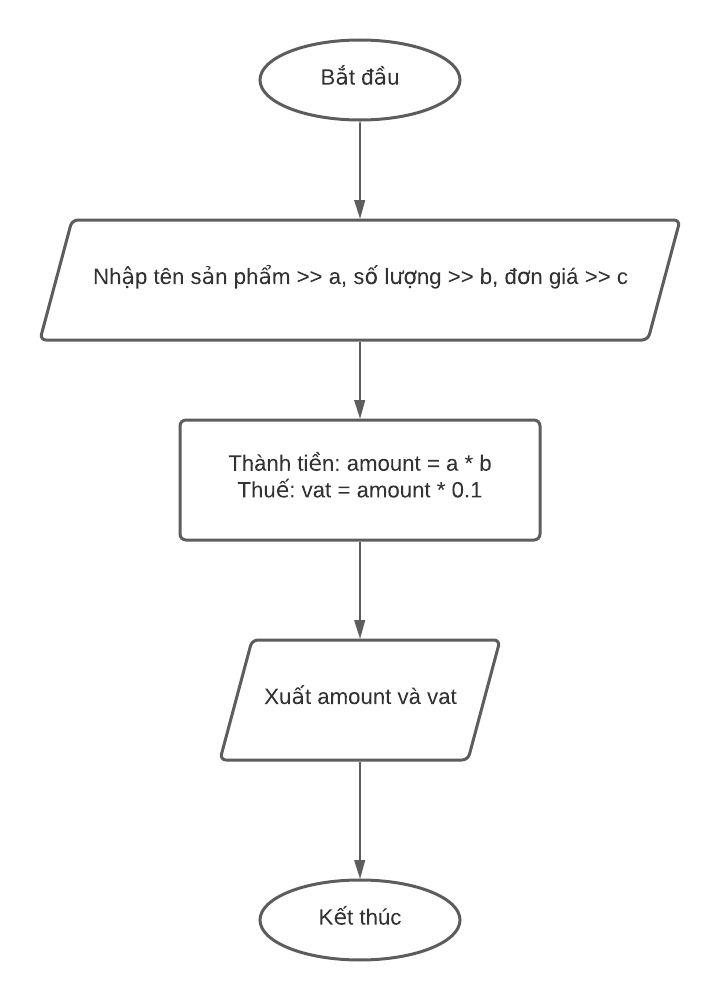 Bắt đầu
Nhập tên sản phẩm >> a, số lượng >> b, đơn giá >> c
Thành tiền: amount = a * b
Thuế: vat = amount * 0.1
Xuất amount và vat
Kết thúc